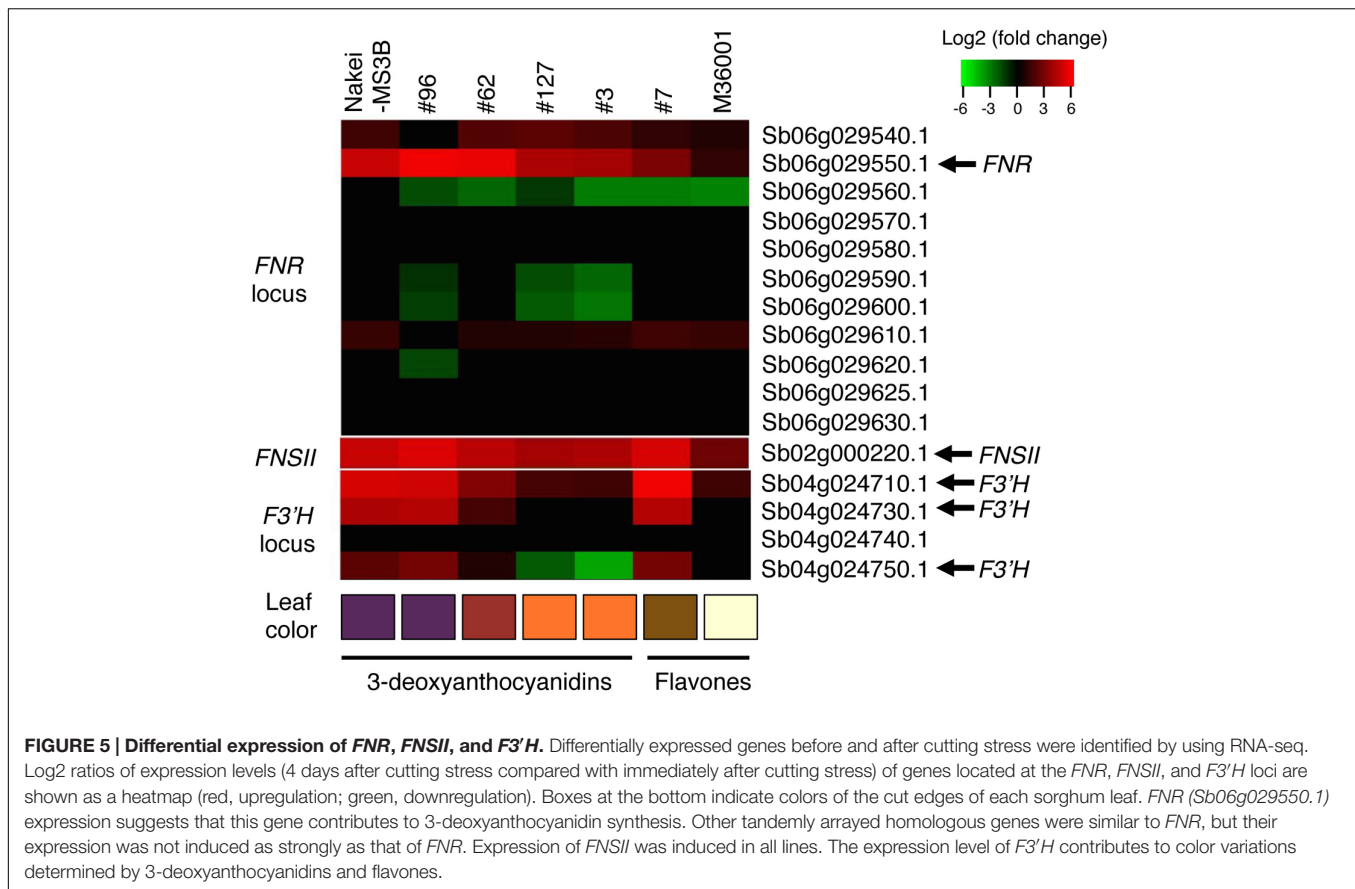 Log2 (fold change)
-6 -3 0 3 6
Nakei
-MS3B
#96
#62
#127
#3
#7
M36001
Sb06g029540.1
Sb06g029550.1 FNR
Sb06g029560.1
Sb06g029570.1
Sb06g029580.1
Sb06g029590.1
Sb06g029600.1
Sb06g029610.1
Sb06g029620.1
Sb06g029625.1
Sb06g029630.1
FNR
locus
FNSII
Sb02g000220.1 FNSII
Sb04g024710.1 F3'H
Sb04g024730.1 F3'H
Sb04g024740.1
Sb04g024750.1 F3'H
F3'H
locus
Leaf
color
3-deoxyanthocyanidins Flavones
FIGURE 5 | Differential expression of FNR, FNSII, and F3′H. Differentially expressed genes before and after cutting stress were identified by using RNA-seq.
Log2 ratios of expression levels (4 days after cutting stress compared with immediately after cutting stress) of genes located at the FNR, FNSII, and F3′H loci are
shown as a heatmap (red, upregulation; green, downregulation). Boxes at the bottom indicate colors of the cut edges of each sorghum leaf. FNR (Sb06g029550.1)
expression suggests that this gene contributes to 3-deoxyanthocyanidin synthesis. Other tandemly arrayed homologous genes were similar to FNR, but their
expression was not induced as strongly as that of FNR. Expression of FNSII was induced in all lines. The expression level of F3′H contributes to color variations
determined by 3-deoxyanthocyanidins and flavones.